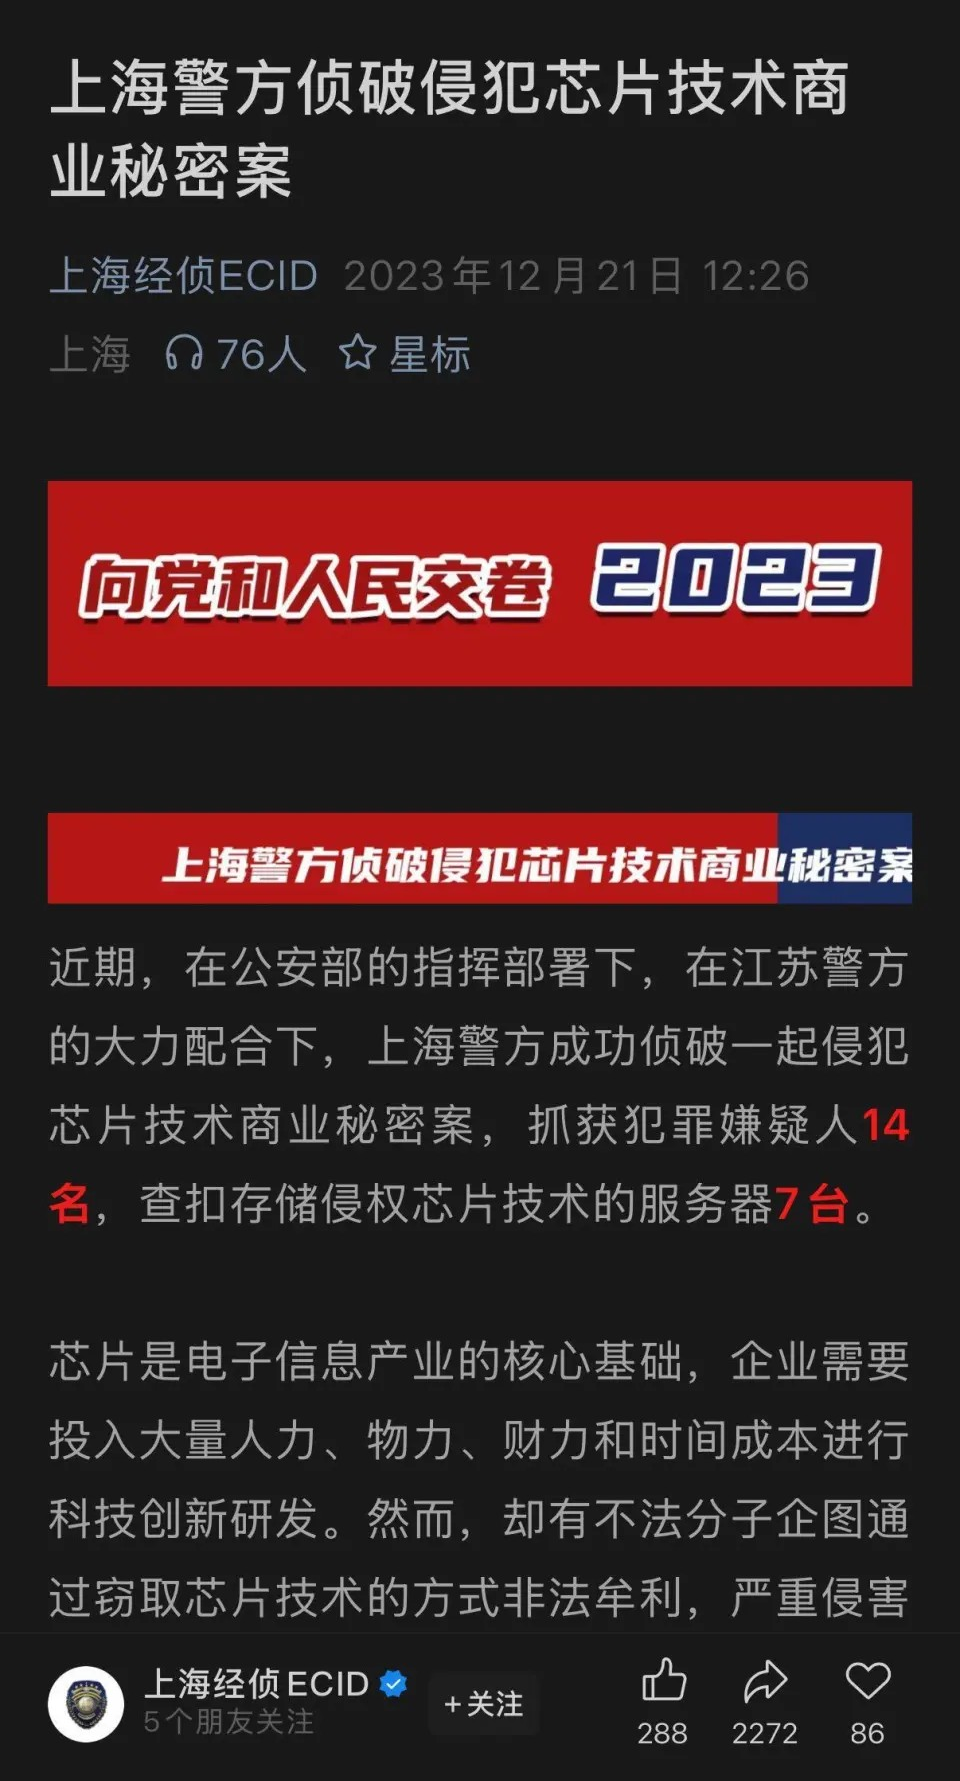 上海警方侦破侵犯芯片技术商
业秘密案
上海经侦ECID 2023年12月21日 12:26
上海 76人 星标
向党和人民交卷 2023
上海警方侦破侵犯芯片技术商业秘密案
近期，在公安部的指挥部署下，在江苏警方
的大力配合下，上海警方成功侦破一起侵犯
芯片技术商业秘密案，抓获犯罪嫌疑人14
名，查扣存储侵权芯片技术的服务器7台。
芯片是电子信息产业的核心基础，企业需要
投入大量人力、物力、财力和时间成本进行
科技创新研发。然而，却有不法分子企图通
过窃取芯片技术的方式非法牟利，严重侵害
上海经侦ECID
5个朋友关注
+关注
288 2272 86